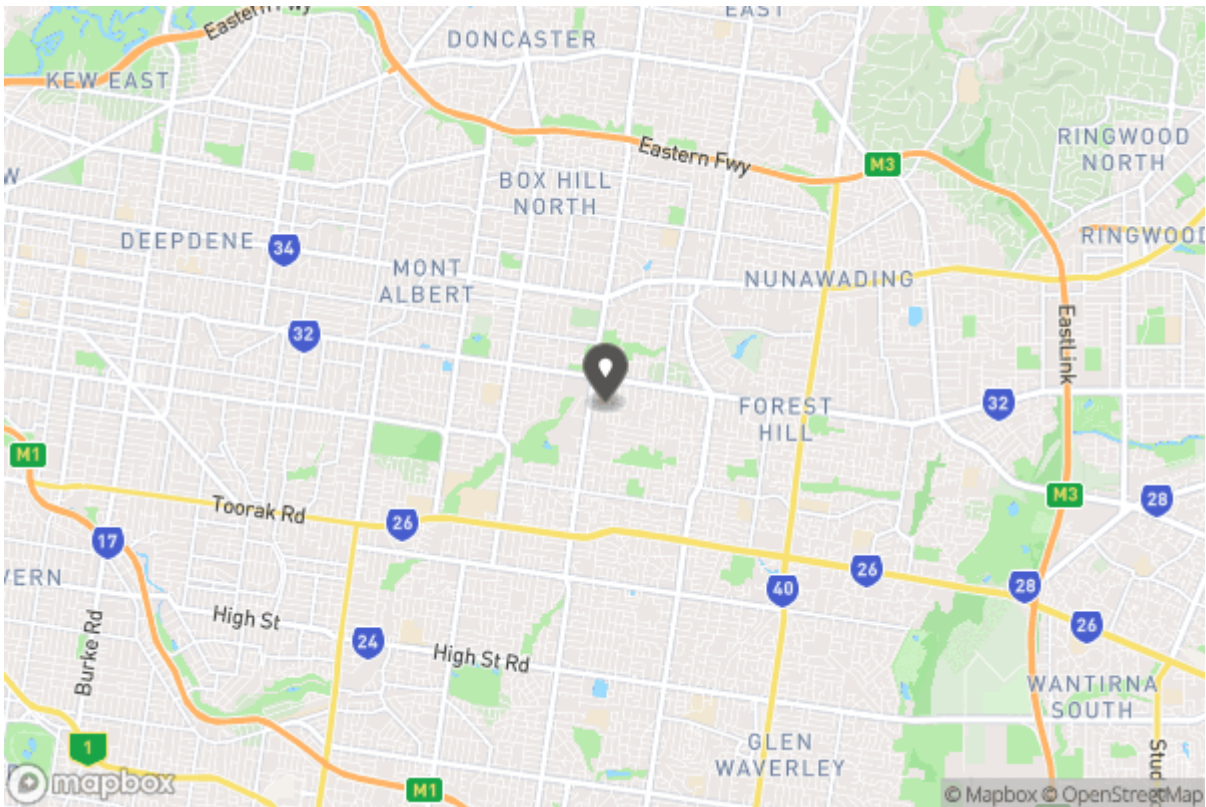 EAST
Eastern Fwy
DONCASTER
KEW EAST
RINGWOOD
NORTH
Eastern Fwy
M3
BOX HILL
NORTH
W
RINGWOOD
DEEPDENE
34
MONT
ALBERT
NUNAWADING
EastLink
32
FOREST
HILL
32
M1
M3
28
Toorak Rd
26
17
26
40
28
VERN
High St
26
24
Burke Rd
High St Rd
WANTIRNA
SOUTH
1
GLEN
WAVERLEY
Stud
mapbox
M1
© Mapbox © OpenStreetMap